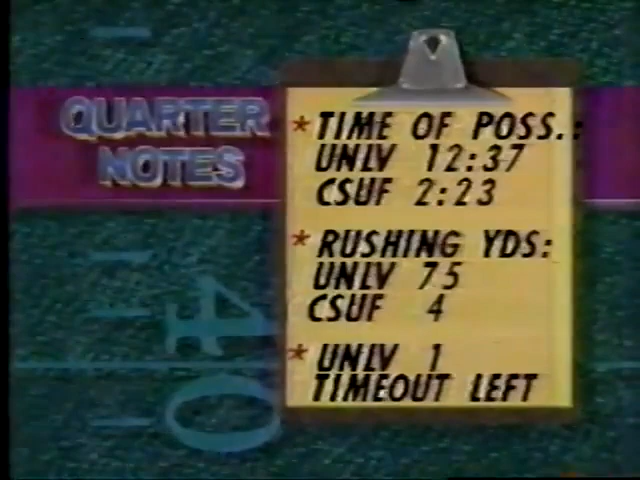 QUARTER
NOTES
* TIME OF POSS.:
UNLV 12:37
CSUF 2:23
* RUSHING YDS:
UNLV 75
CSUF 4
* UNLV 1
TIMEOUT LEFT
40